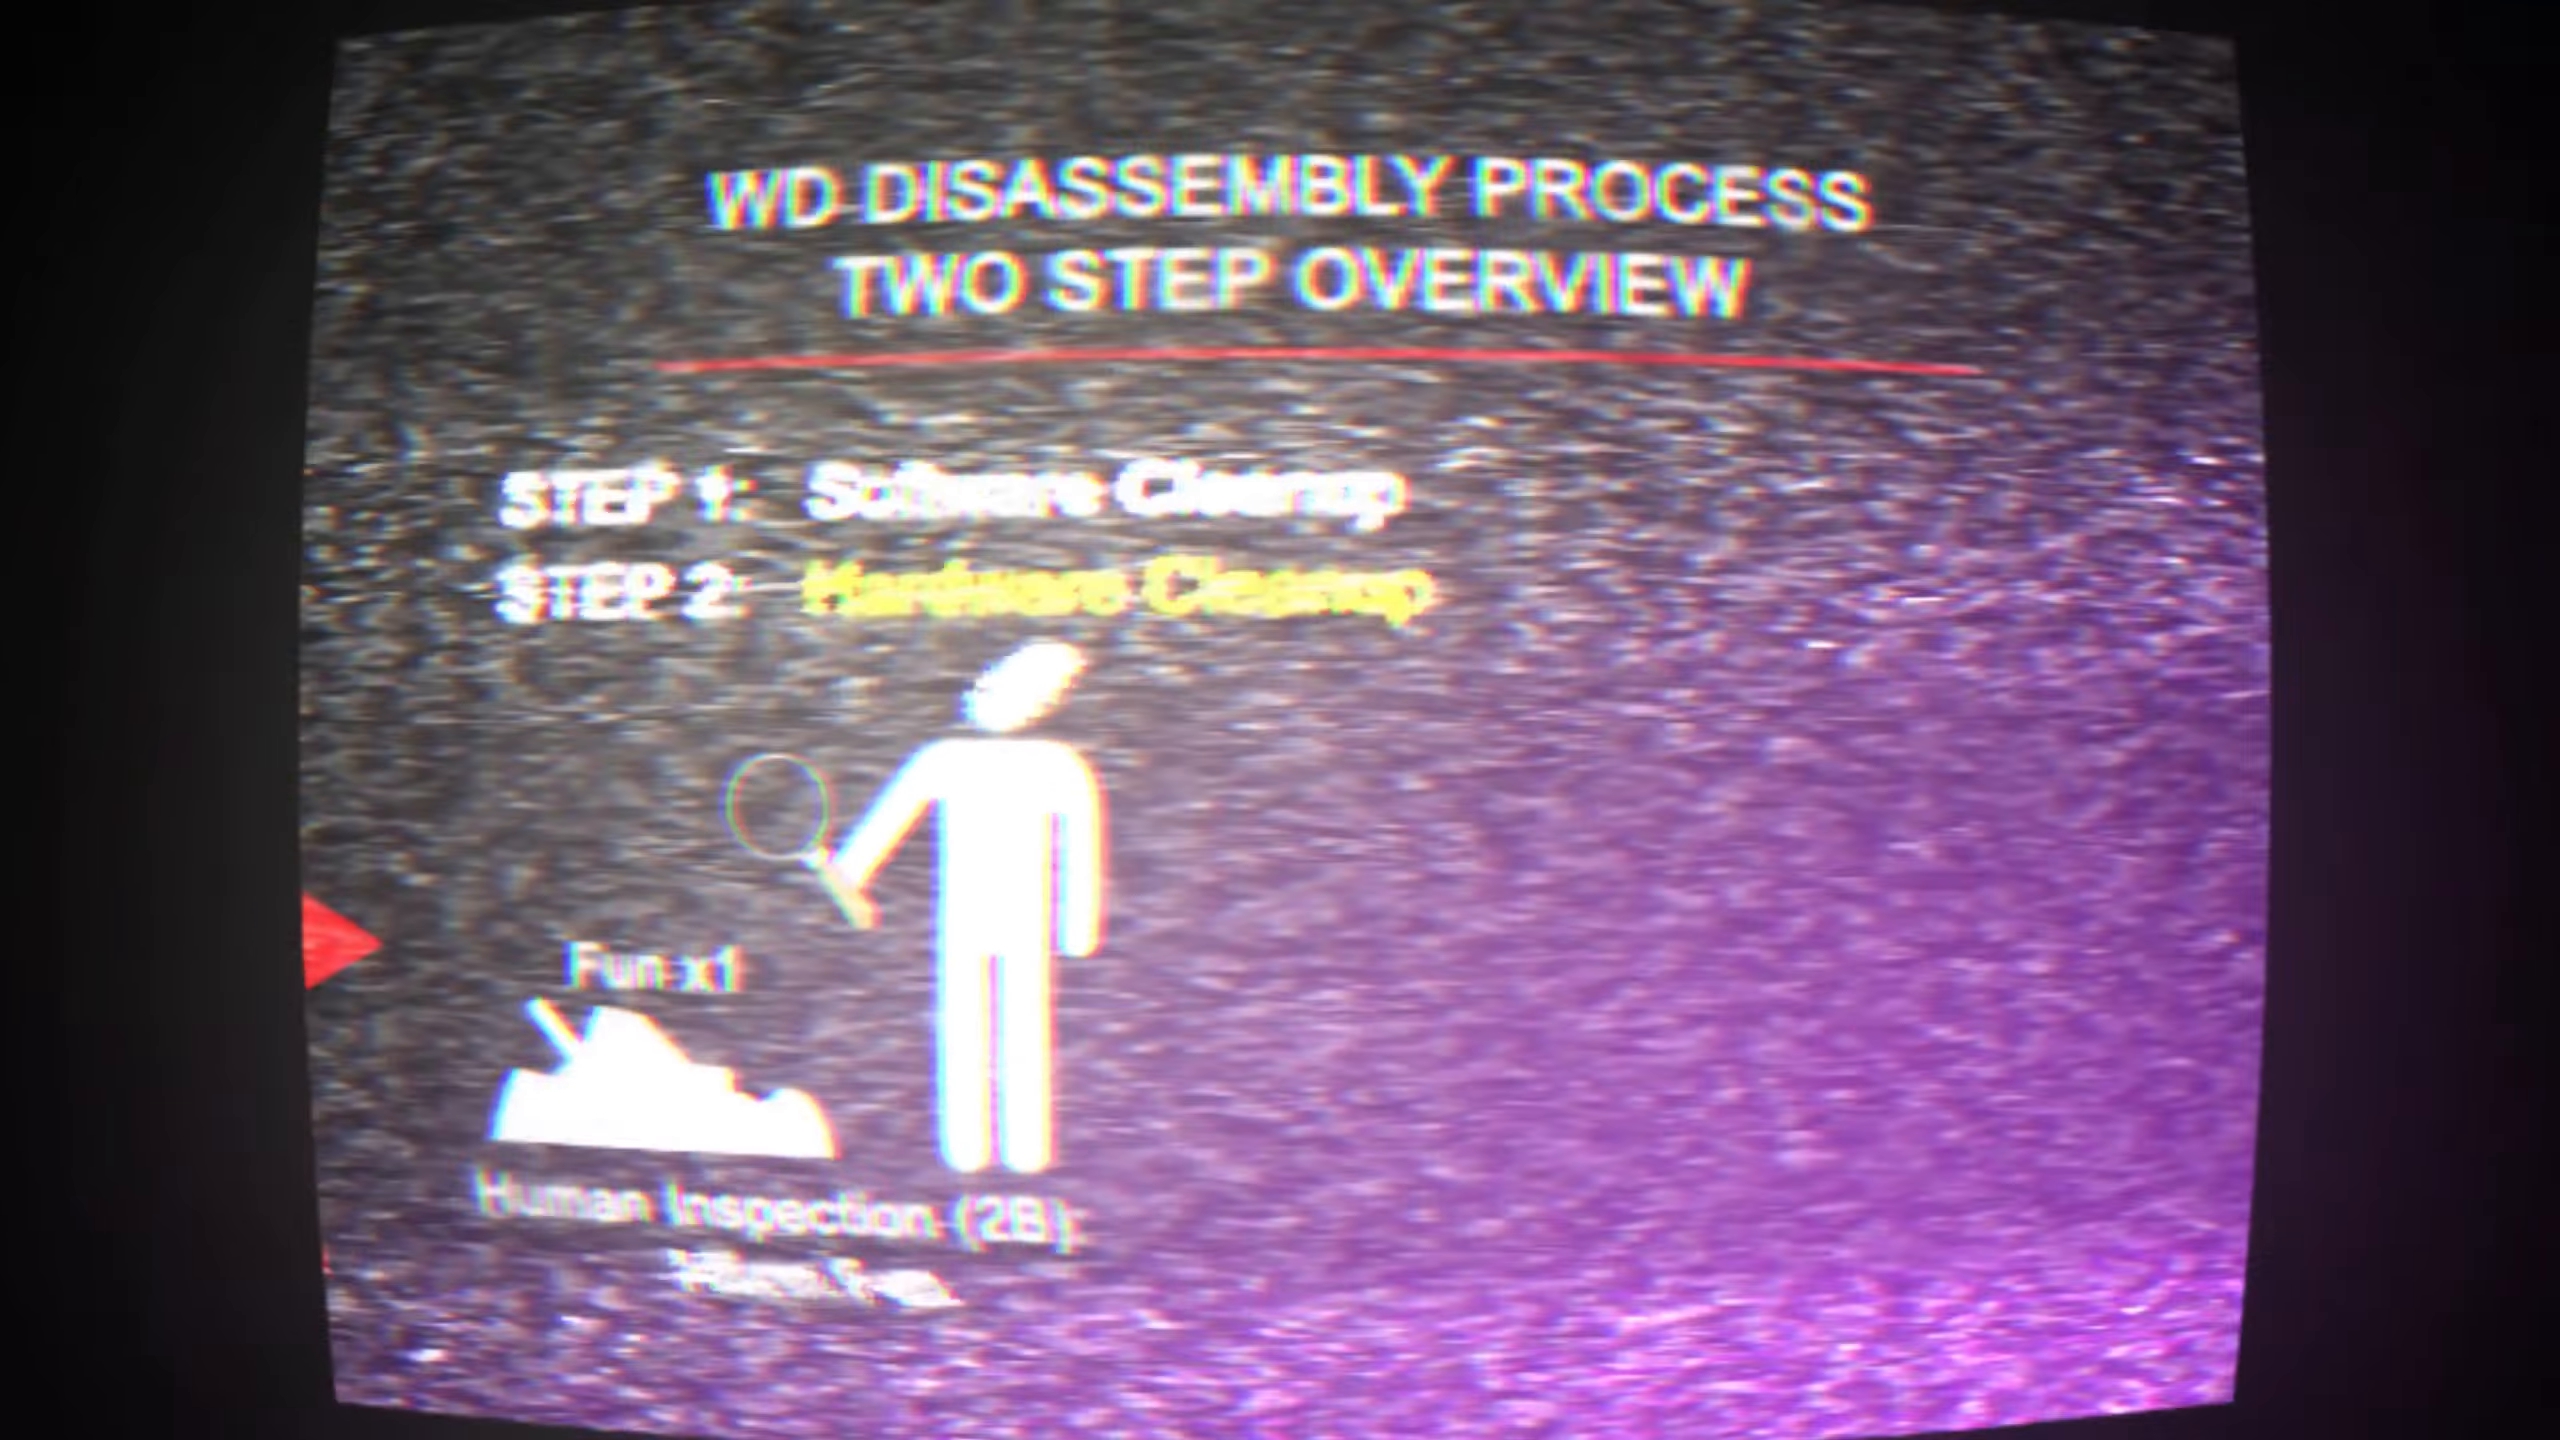 WD DISASSEMBLY PROCESS
TWO STEP OVERVIEW
STEP 1: Software Cleanup
STEP 2: Hardware Cleanup
Fun x1
Human Inspection (2B)